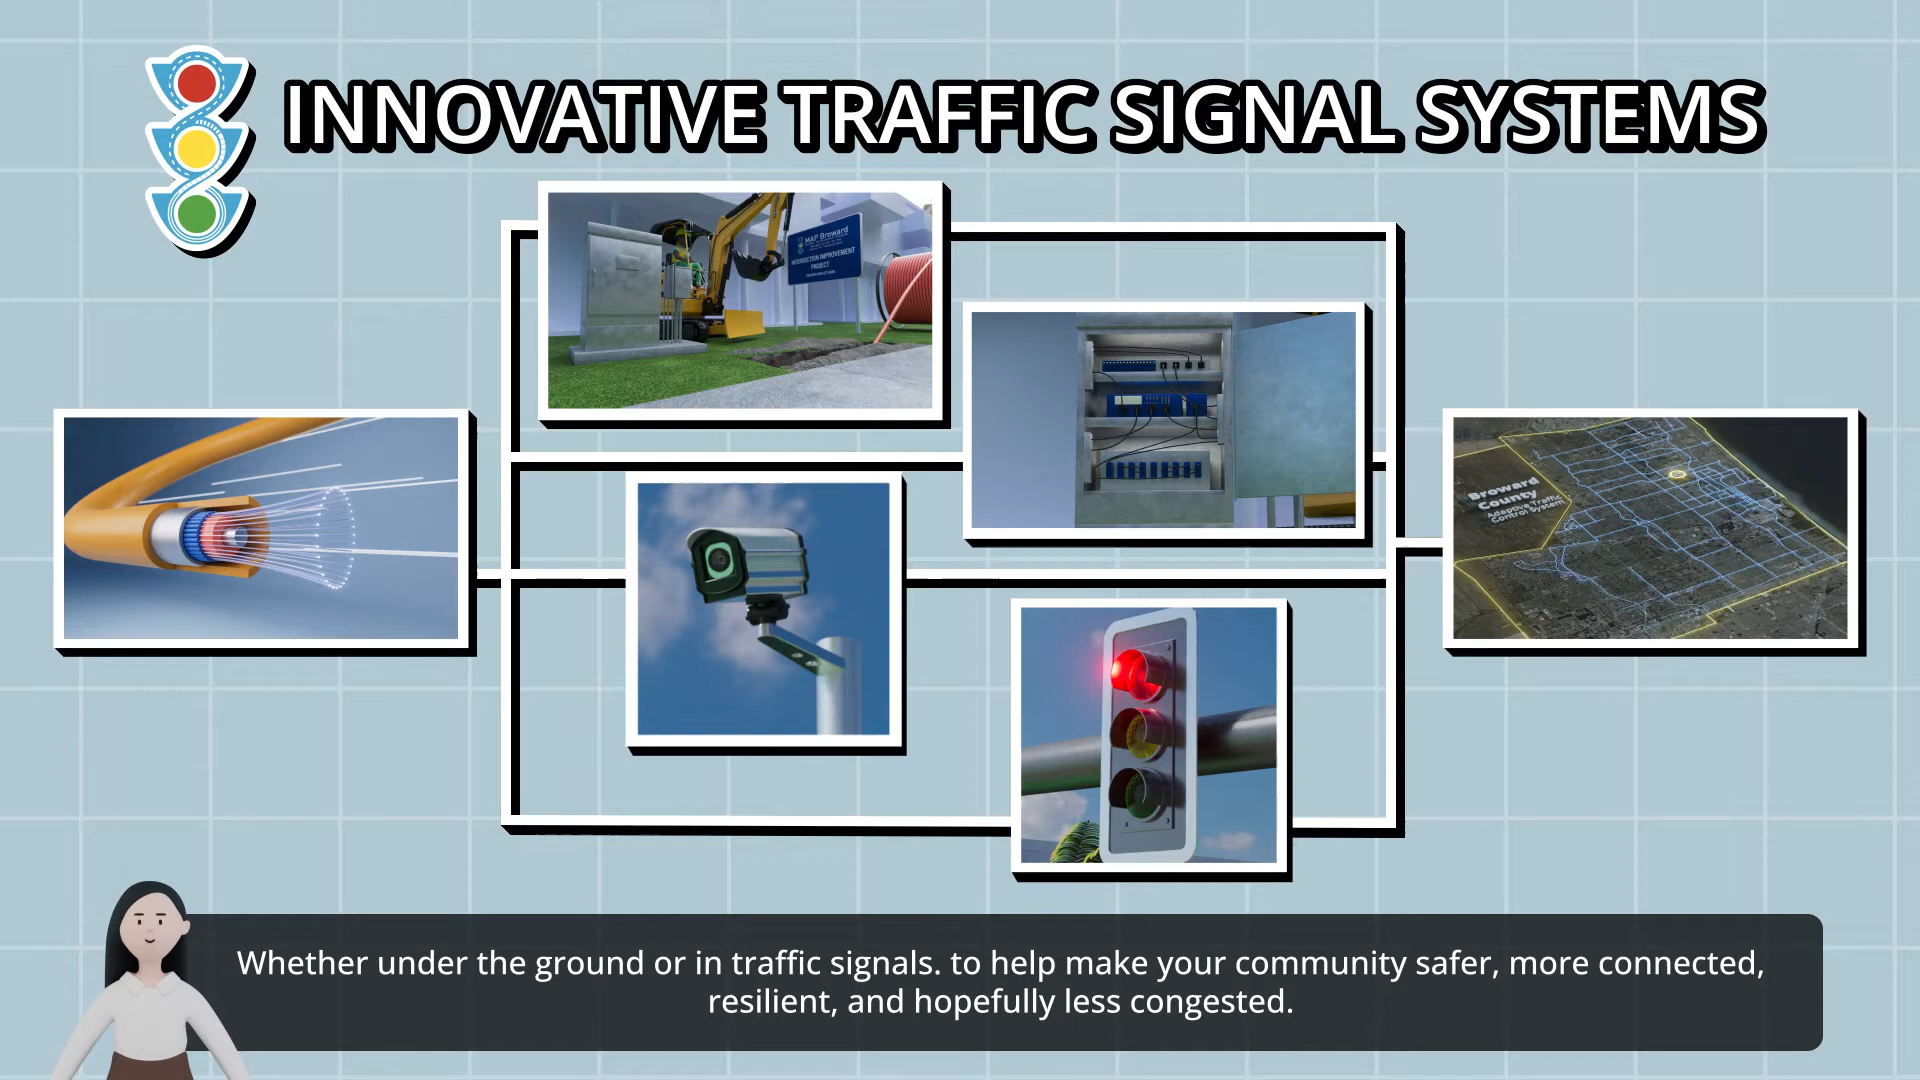 INNOVATIVE TRAFFIC SIGNAL SYSTEMS
MAP Broward
INTERSECTION IMPROVEMENT
PROJECT
Broward
County
Adaptive Traffic
Control System
Whether under the ground or in traffic signals. to help make your community safer, more connected,
resilient, and hopefully less congested.